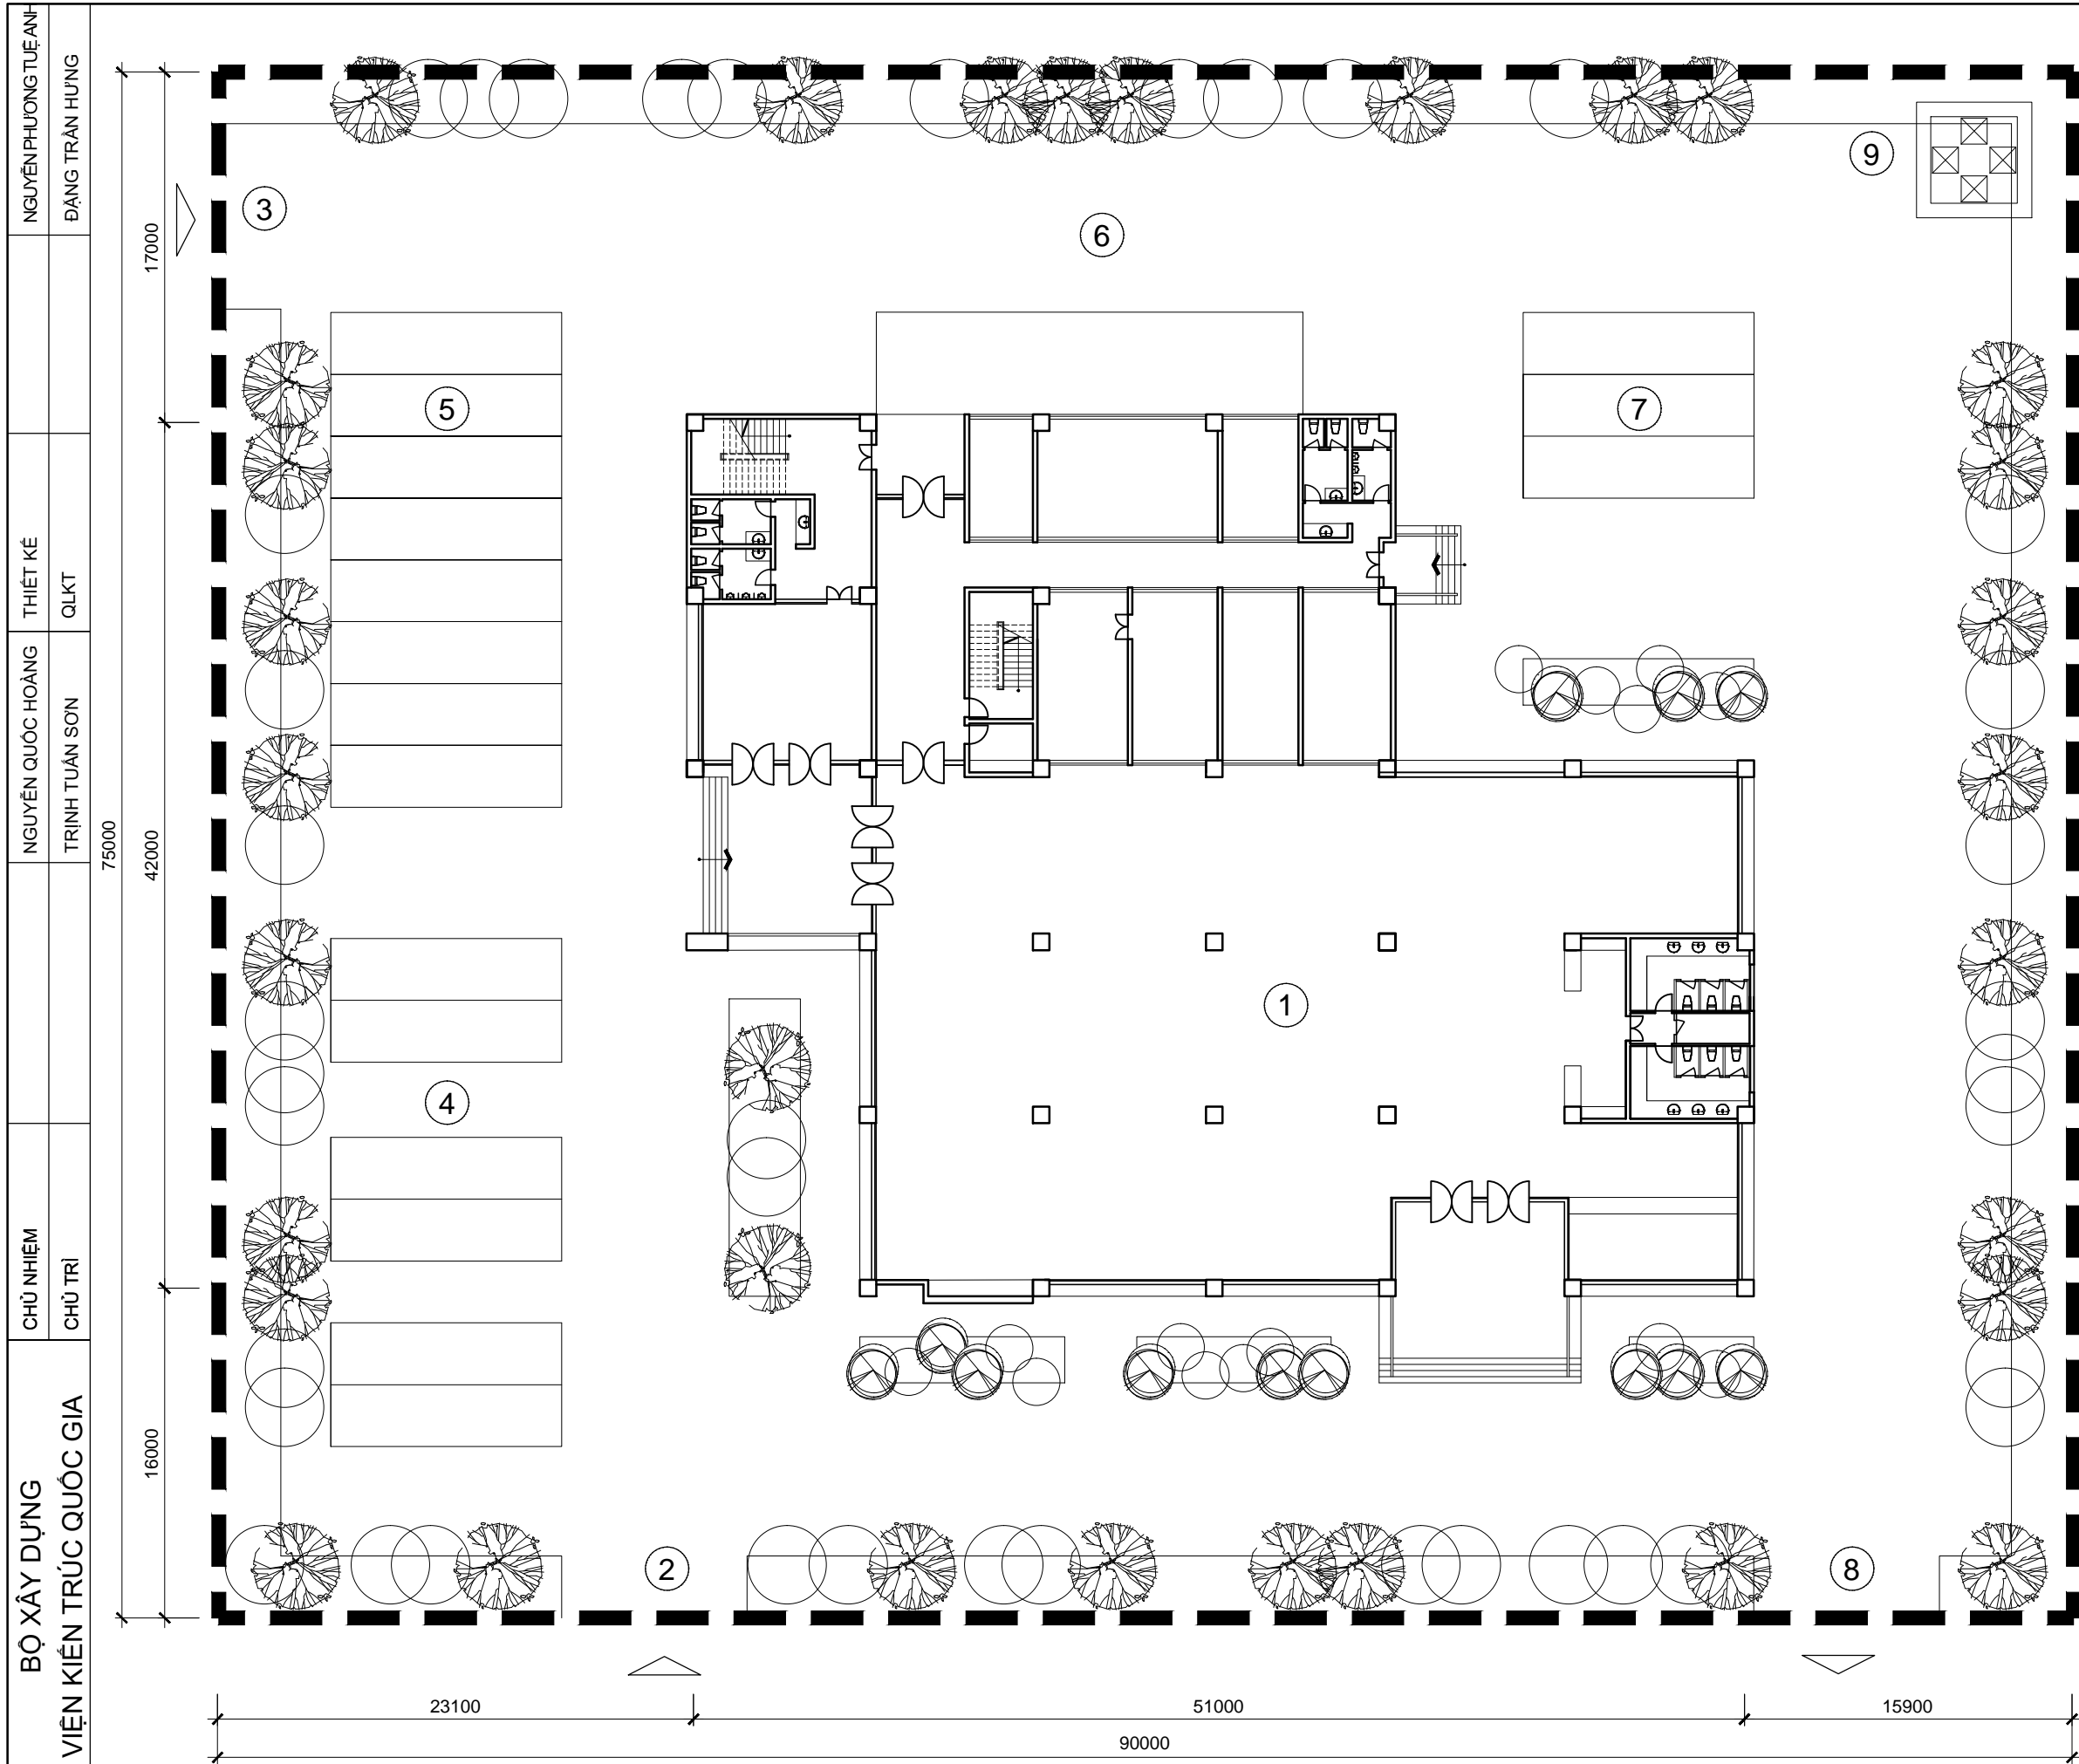 BỘ XÂY DỰNG
VIỆN KIẾN TRÚC QUỐC GIA
CHỦ NHIỆM
CHỦ TRÌ
NGUYỄN QUỐC HOÀNG
TRỊNH TUẤN SƠN
THIẾT KẾ
QLKT
NGUYỄN PHƯƠNG TUỆ ANH
ĐẶNG TRẦN HƯNG
75000
17000
42000
16000
3
6
9
5
7
1
4
2
8
23100
51000
15900
90000